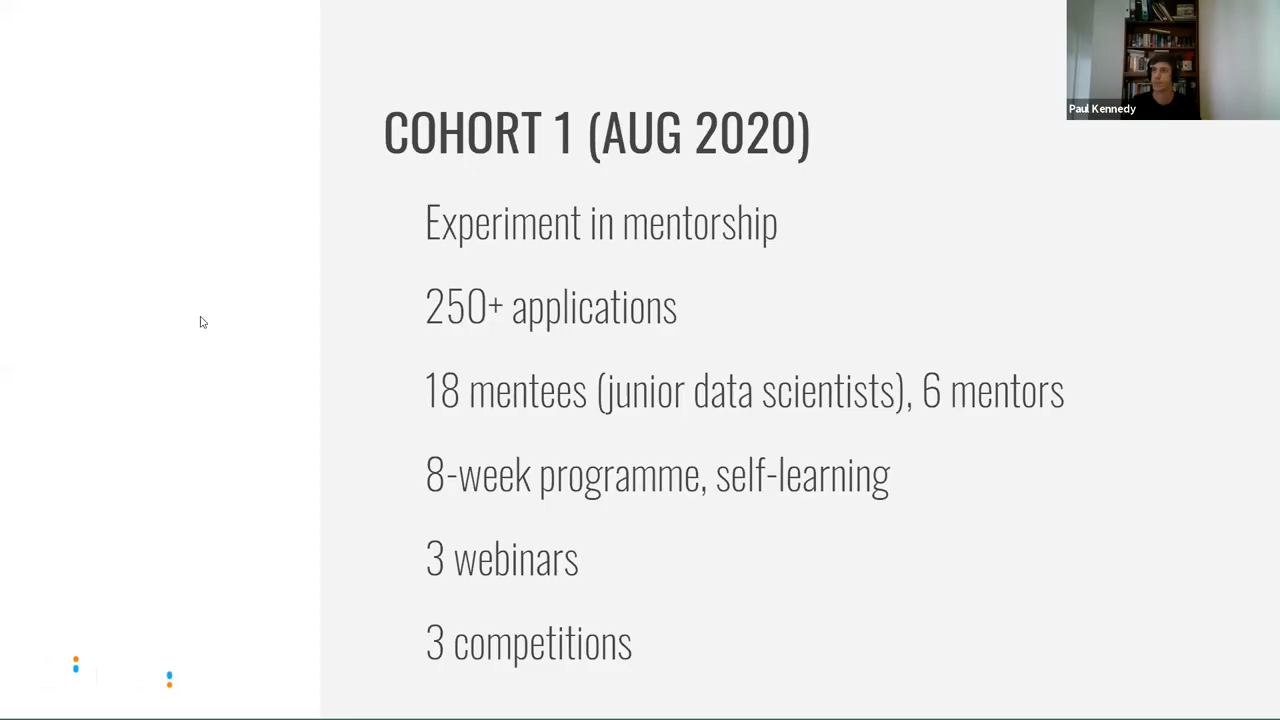 Paul Kennedy
COHORT 1 (AUG 2020)
Experiment in mentorship
250+ applications
18 mentees (junior data scientists), 6 mentors
8-week programme, self-learning
3 webinars
3 competitions